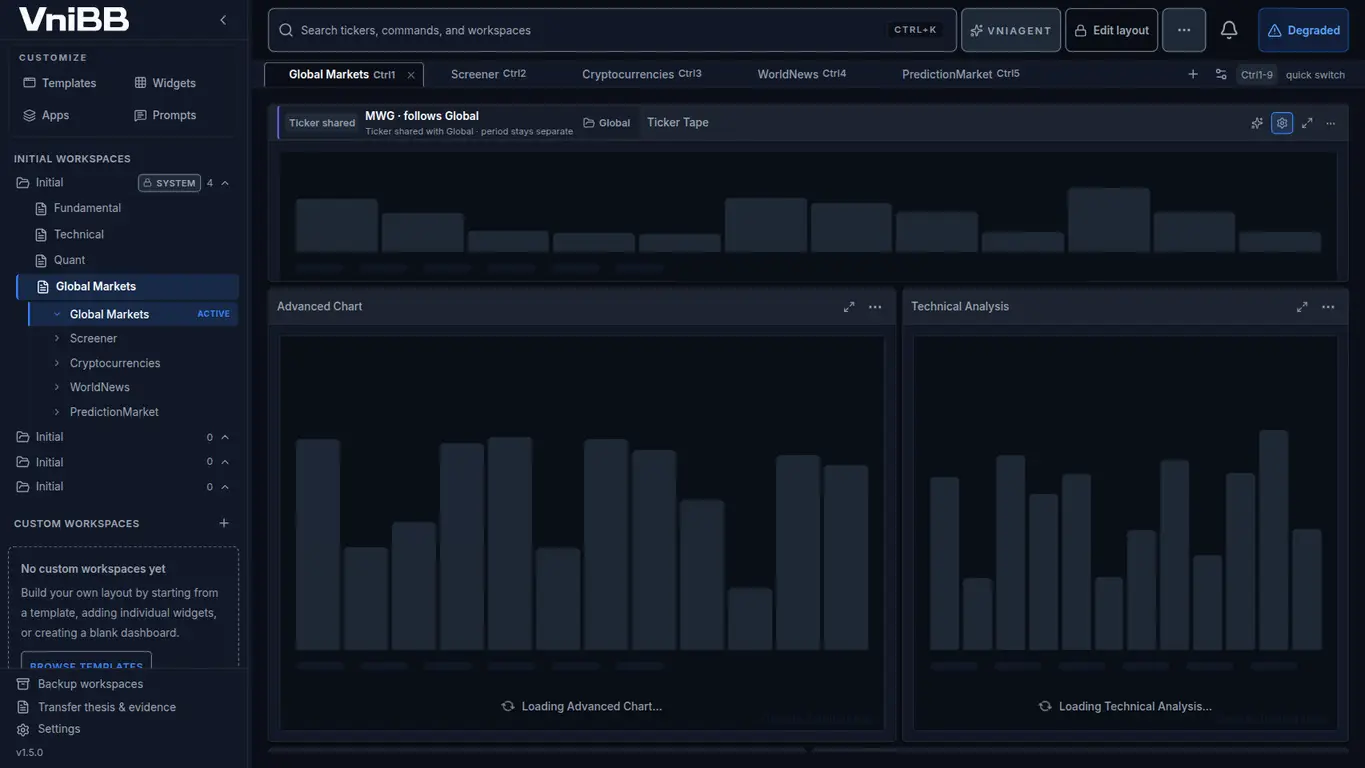 VniBB
CUSTOMIZE
Templates
Widgets
Apps
Prompts
INITIAL WORKSPACES
Initial
SYSTEM
4
Fundamental
Technical
Quant
Global Markets
Global Markets
ACTIVE
Screener
Cryptocurrencies
WorldNews
PredictionMarket
Initial
0
Initial
0
Initial
0
CUSTOM WORKSPACES
No custom workspaces yet
Build your own layout by starting from
a template, adding individual widgets,
or creating a blank dashboard.
BROWSE TEMPLATES
Backup workspaces
Transfer thesis & evidence
Settings
v1.5.0
Search tickers, commands, and workspaces
CTRL+K
VNIAGENT
Edit layout
Degraded
Global Markets Ctrl1
Screener Ctrl2
Cryptocurrencies Ctrl3
WorldNews Ctrl4
PredictionMarket Ctrl5
Ctrl1-9
quick switch
Ticker shared
MWG · follows Global
Ticker shared with Global · period stays separate
Global
Ticker Tape
Advanced Chart
Loading Advanced Chart...
Technical Analysis
Loading Technical Analysis...